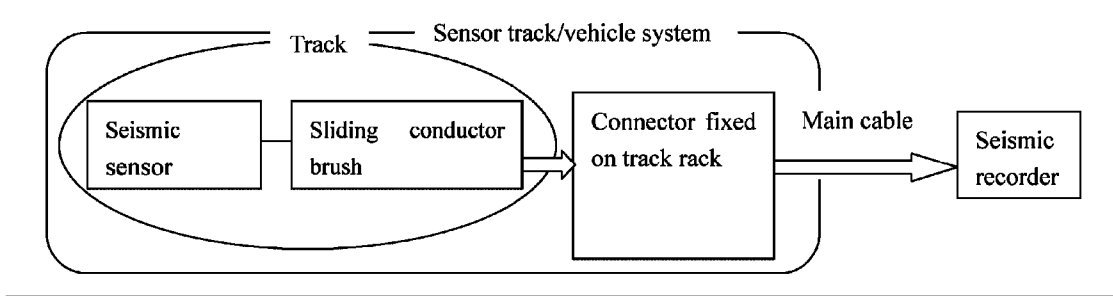 Sensor track/vehicle system
Track
Seismic
sensor
Sliding conductor
brush
Connector fixed
on track rack
Main cable
Seismic
recorder